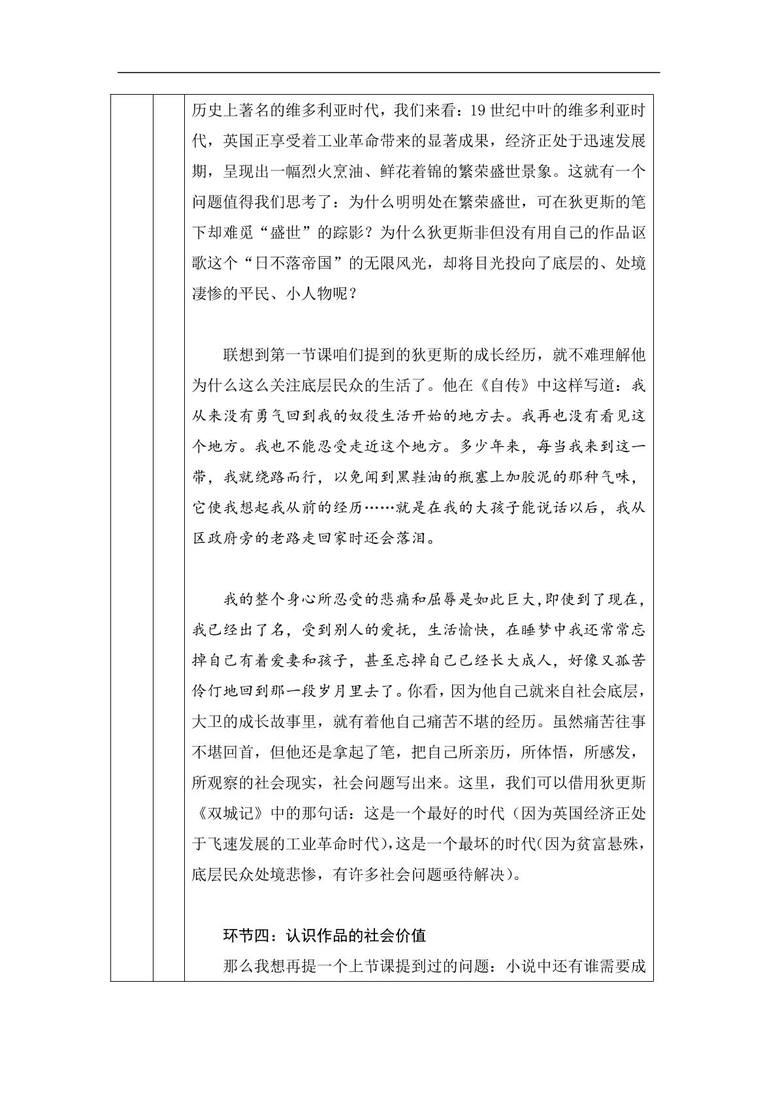 历史上著名的维多利亚时代，我们来看：19 世纪中叶的维多利亚时
代，英国正享受着工业革命带来的显著成果，经济正处于迅速发展
期，呈现出一幅烈火烹油、鲜花着锦的繁荣盛世景象。这就有一个
问题值得我们思考了：为什么明明处在繁荣盛世，可在狄更斯的笔
下却难觅“盛世”的踪影？为什么狄更斯非但没有用自己的作品讴
歌这个“日不落帝国”的无限风光，却将目光投向了底层的、处境
凄惨的平民、小人物呢？
联想到第一节课咱们提到的狄更斯的成长经历，就不难理解他
为什么这么关注底层民众的生活了。他在《自传》中这样写道：我
从来没有勇气回到我的奴役生活开始的地方去。我再也没有看见这
个地方。我也不能忍受走近这个地方。多少年来，每当我来到这一
带，我就绕路而行，以免闻到黑鞋油的瓶塞上加胶泥的那种气味，
它使我想起我从前的经历……就是在我的大孩子能说话以后，我从
区政府旁的老路走回家时还会落泪。
我的整个身心所忍受的悲痛和屈辱是如此巨大，即使到了现在，
我已经出了名，受到别人的爱抚，生活愉快，在睡梦中我还常常忘
掉自己有着爱妻和孩子，甚至忘掉自己已经长大成人，好像又孤苦
伶仃地回到那一段岁月里去了。你看，因为他自己就来自社会底层，
大卫的成长故事里，就有着他自己痛苦不堪的经历。虽然痛苦往事
不堪回首，但他还是拿起了笔，把自己所亲历，所体悟，所感发，
所观察的社会现实，社会问题写出来。这里，我们可以借用狄更斯
《双城记》中的那句话：这是一个最好的时代（因为英国经济正处
于飞速发展的工业革命时代），这是一个最坏的时代（因为贫富悬殊，
底层民众处境悲惨，有许多社会问题亟待解决）。
环节四：认识作品的社会价值
那么我想再提一个上节课提到过的问题：小说中还有谁需要成